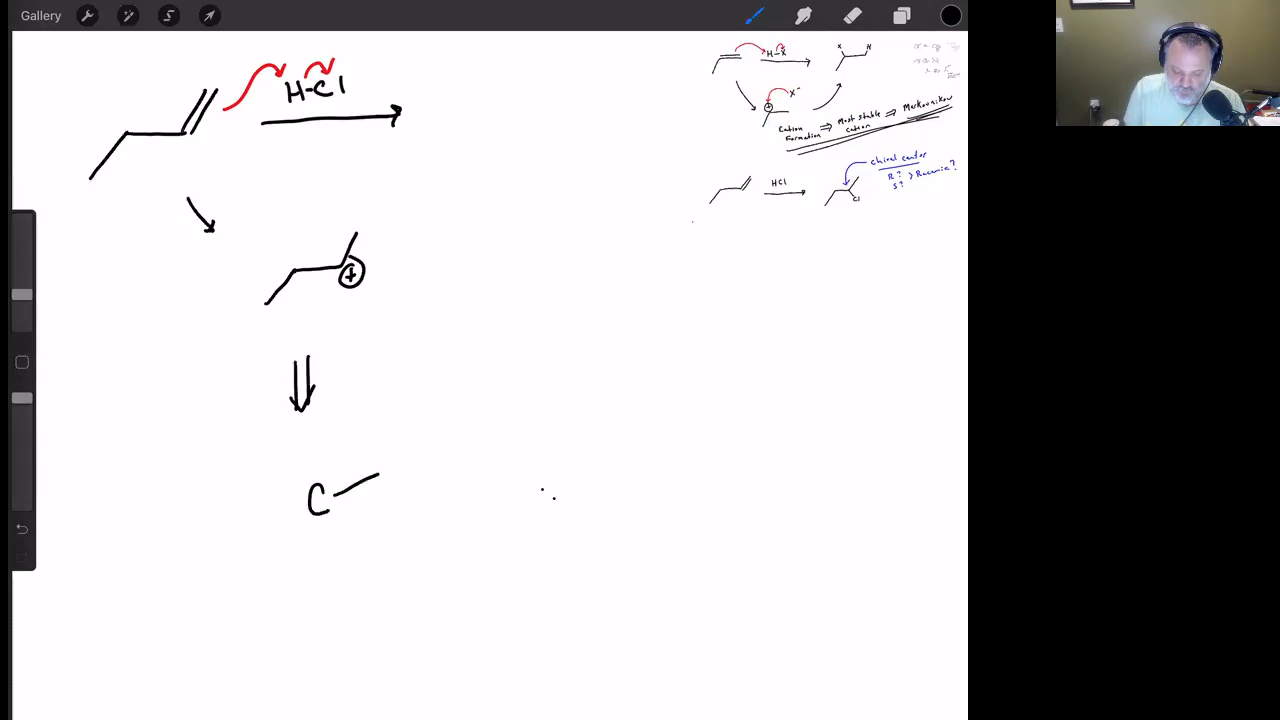 Gallery
H-Cl
+
C
H-X
X
H
+
X⁻
Cation Formation ⇒ Most stable cation ⇒ Markovnikov
HCl
Cl
Chiral center
R?
S? > Racemic?